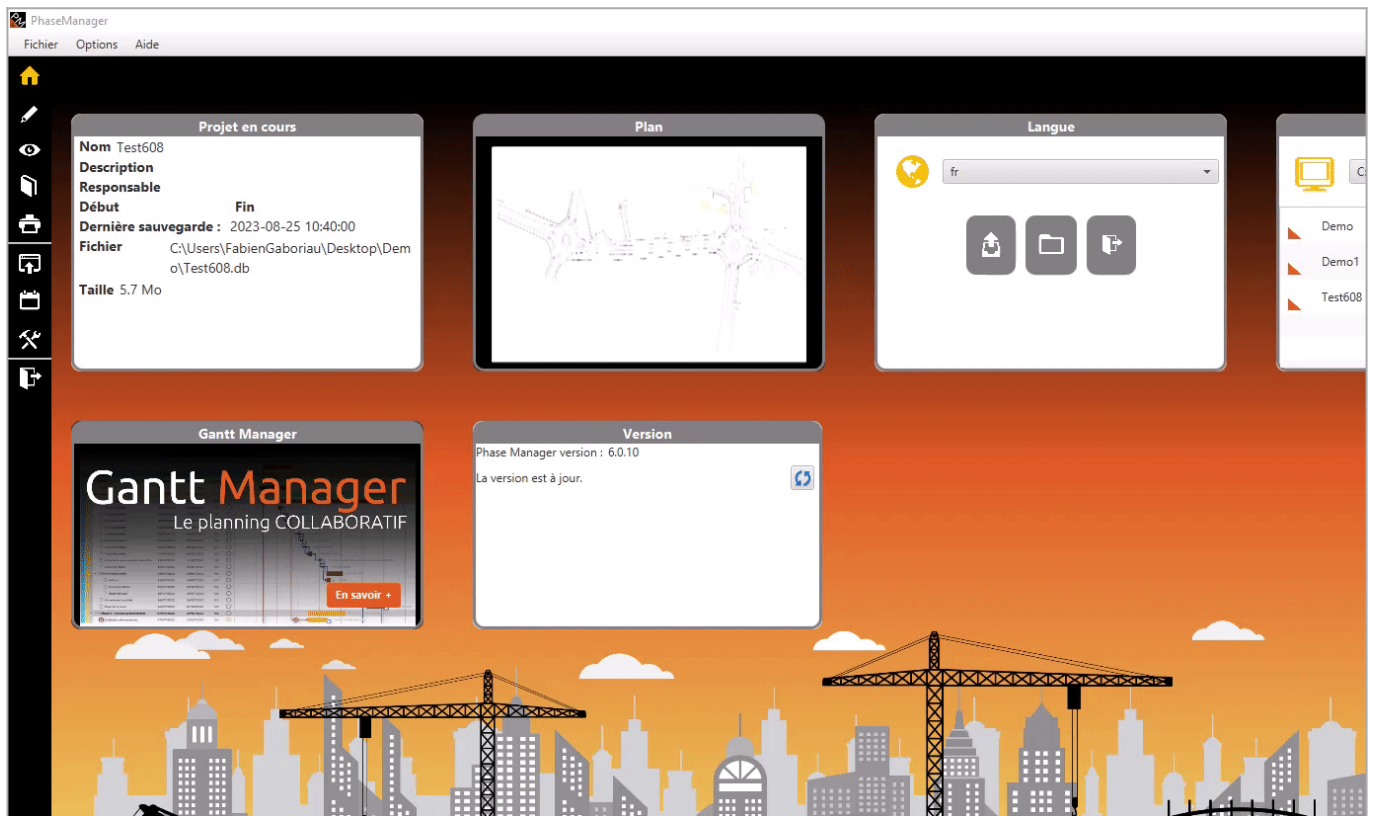 PhaseManager
Fichier Options Aide
Projet en cours
Nom Test608
Description
Responsable
Début Fin
Dernière sauvegarde : 2023-08-25 10:40:00
Fichier C:\Users\FabienGaboriau\Desktop\Dem
o\Test608.db
Taille 5.7 Mo
Plan
Langue
fr
C:
Demo
Demo1
Test608
Gantt Manager
Gantt Manager
Le planning COLLABORATIF
En savoir +
Version
Phase Manager version : 6.0.10
La version est à jour.